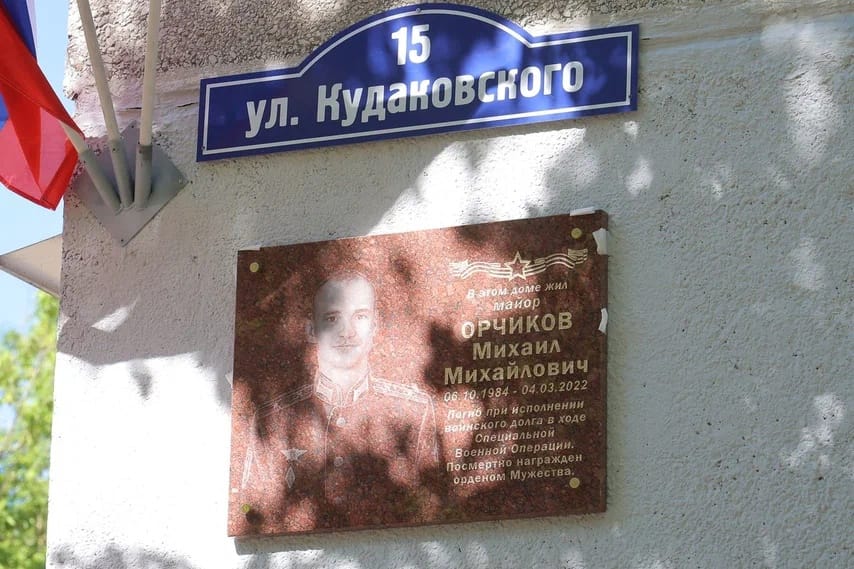 15
ул. Кудаковского
В этом доме жил
майор
ОРЧИКОВ
Михаил
Михайлович
06.10.1984 - 04.03.2022
Погиб при исполнении
воинского долга в ходе
Специальной
Военной Операции.
Посмертно награжден
орденом Мужества.